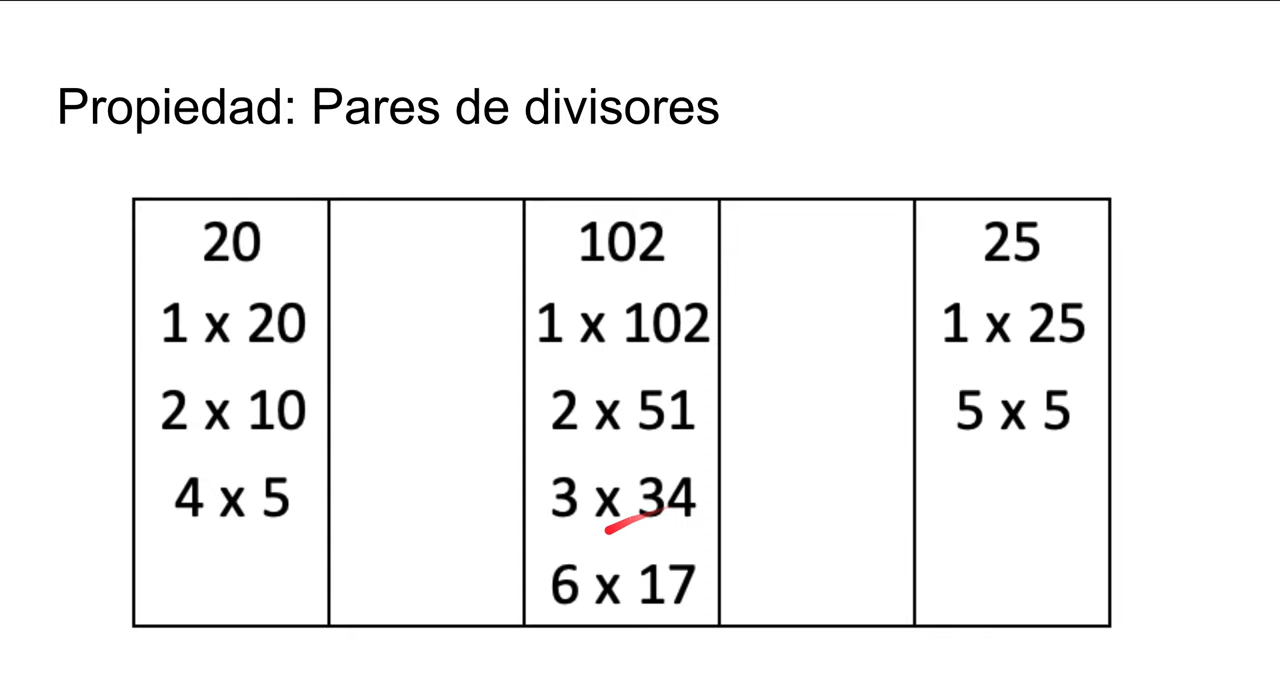 Propiedad: Pares de divisores
20
1 x 20
2 x 10
4 x 5
102
1 x 102
2 x 51
3 x 34
6 x 17
25
1 x 25
5 x 5